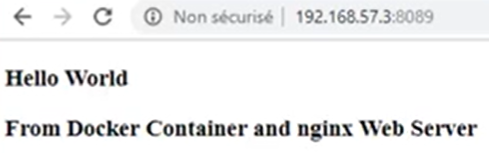 Non sécurisé | 192.168.57.3:8089
Hello World
From Docker Container and nginx Web Server